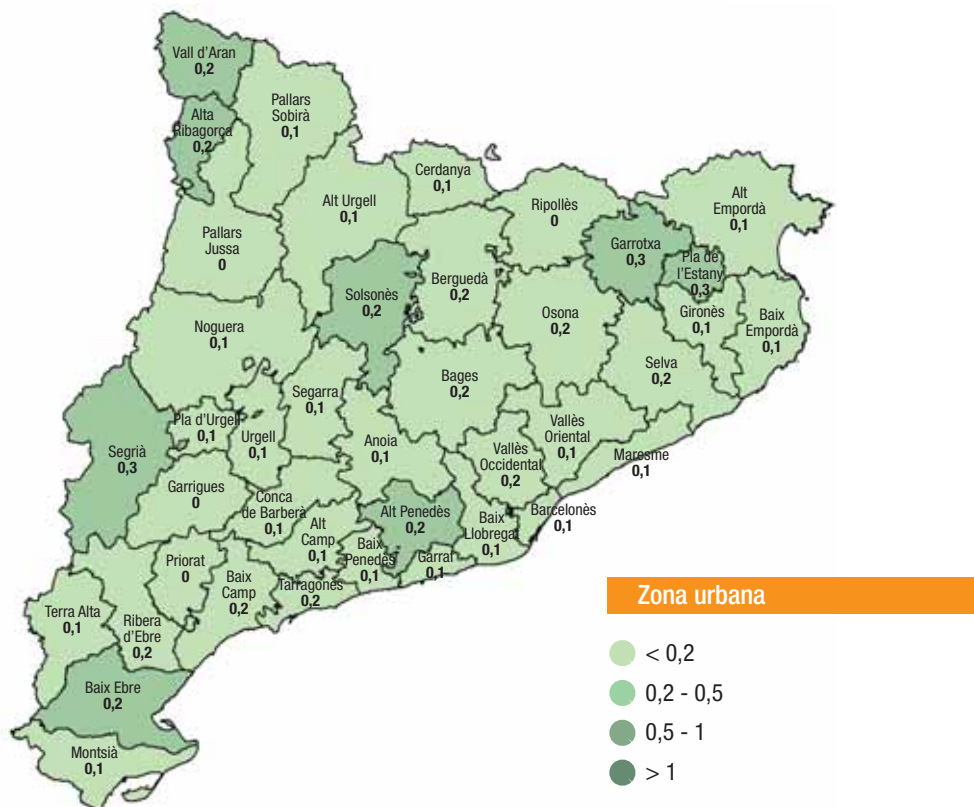 Vall d'Aran
0,2
Alta
Ribagorça
0,2
Pallars
Sobirà
0,1
Cerdanya
0,1
Alt Urgell
0,1
Ripollès
0
Alt
Empordà
0,1
Pallars
Jussa
0
Garrotxa
0,3
Pla de
l'Estany
0,3
Berguedà
0,2
Solsonès
0,2
Osona
0,2
Gironès
0,1
Baix
Empordà
0,1
Noguera
0,1
Selva
0,2
Bages
0,2
Segarra
0,1
Pla d'Urgell
0,1
Urgell
0,1
Anoia
0,1
Vallès
Oriental
0,1
Vallès
Occidental
0,2
Maresme
0,1
Segrià
0,3
Garrigues
0
Conca
de Barberà
0,1
Alt Penedès
0,2
Barcelonès
0,1
Baix
Llobregat
0,1
Alt
Camp
0,1
Baix
Penedès
0,1
Garraf
0,1
Priorat
0
Baix
Camp
0,2
Tarragonès
0,2
Terra Alta
0,1
Ribera
d'Ebre
0,2
Baix Ebre
0,2
Montsià
0,1
Zona urbana
< 0,2
0,2 - 0,5
0,5 - 1
> 1